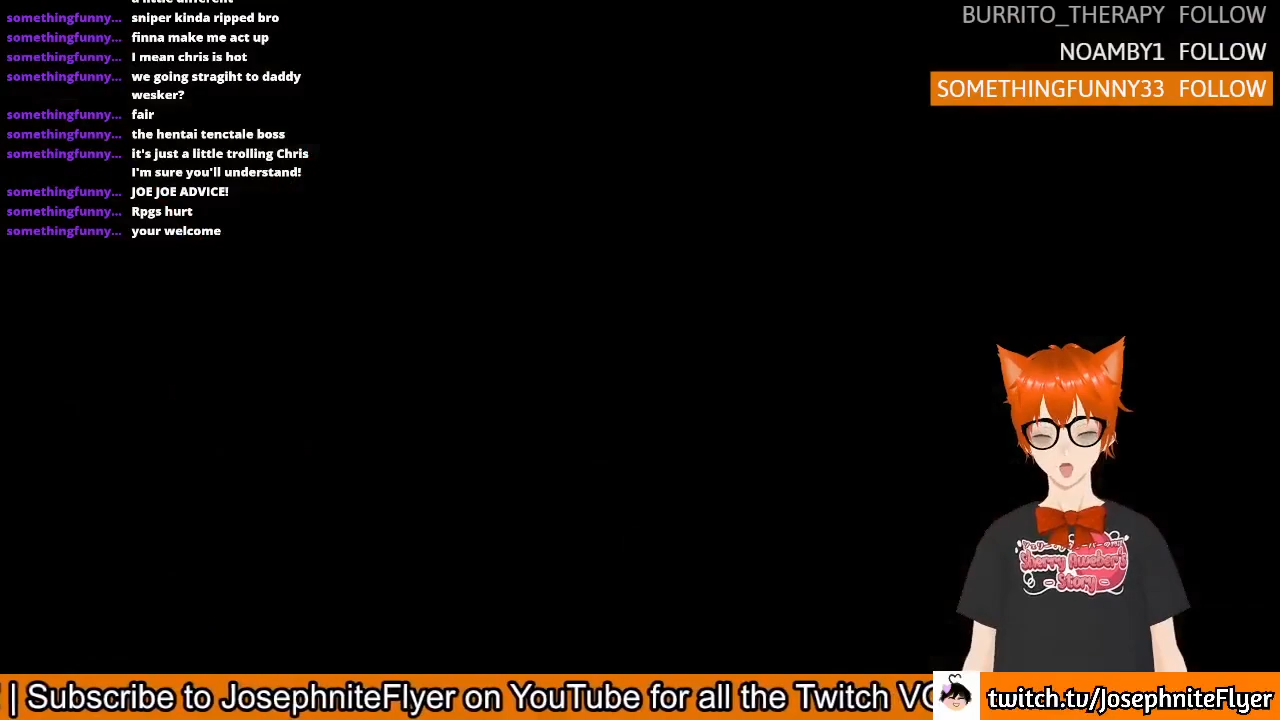 somethingfunny... sniper kinda ripped bro
somethingfunny... finna make me act up
somethingfunny... I mean chris is hot
somethingfunny... we going stragiht to daddy
wesker?
somethingfunny... fair
somethingfunny... the hentai tenctale boss
somethingfunny... it's just a little trolling Chris
I'm sure you'll understand!
somethingfunny... JOE JOE ADVICE!
somethingfunny... Rpgs hurt
somethingfunny... your welcome
BURRITO_THERAPY FOLLOW
NOAMBY1 FOLLOW
SOMETHINGFUNNY33 FOLLOW
Sherry Aweber's
Story
| Subscribe to JosephniteFlyer on YouTube for all the Twitch
twitch.tv/JosephniteFlyer